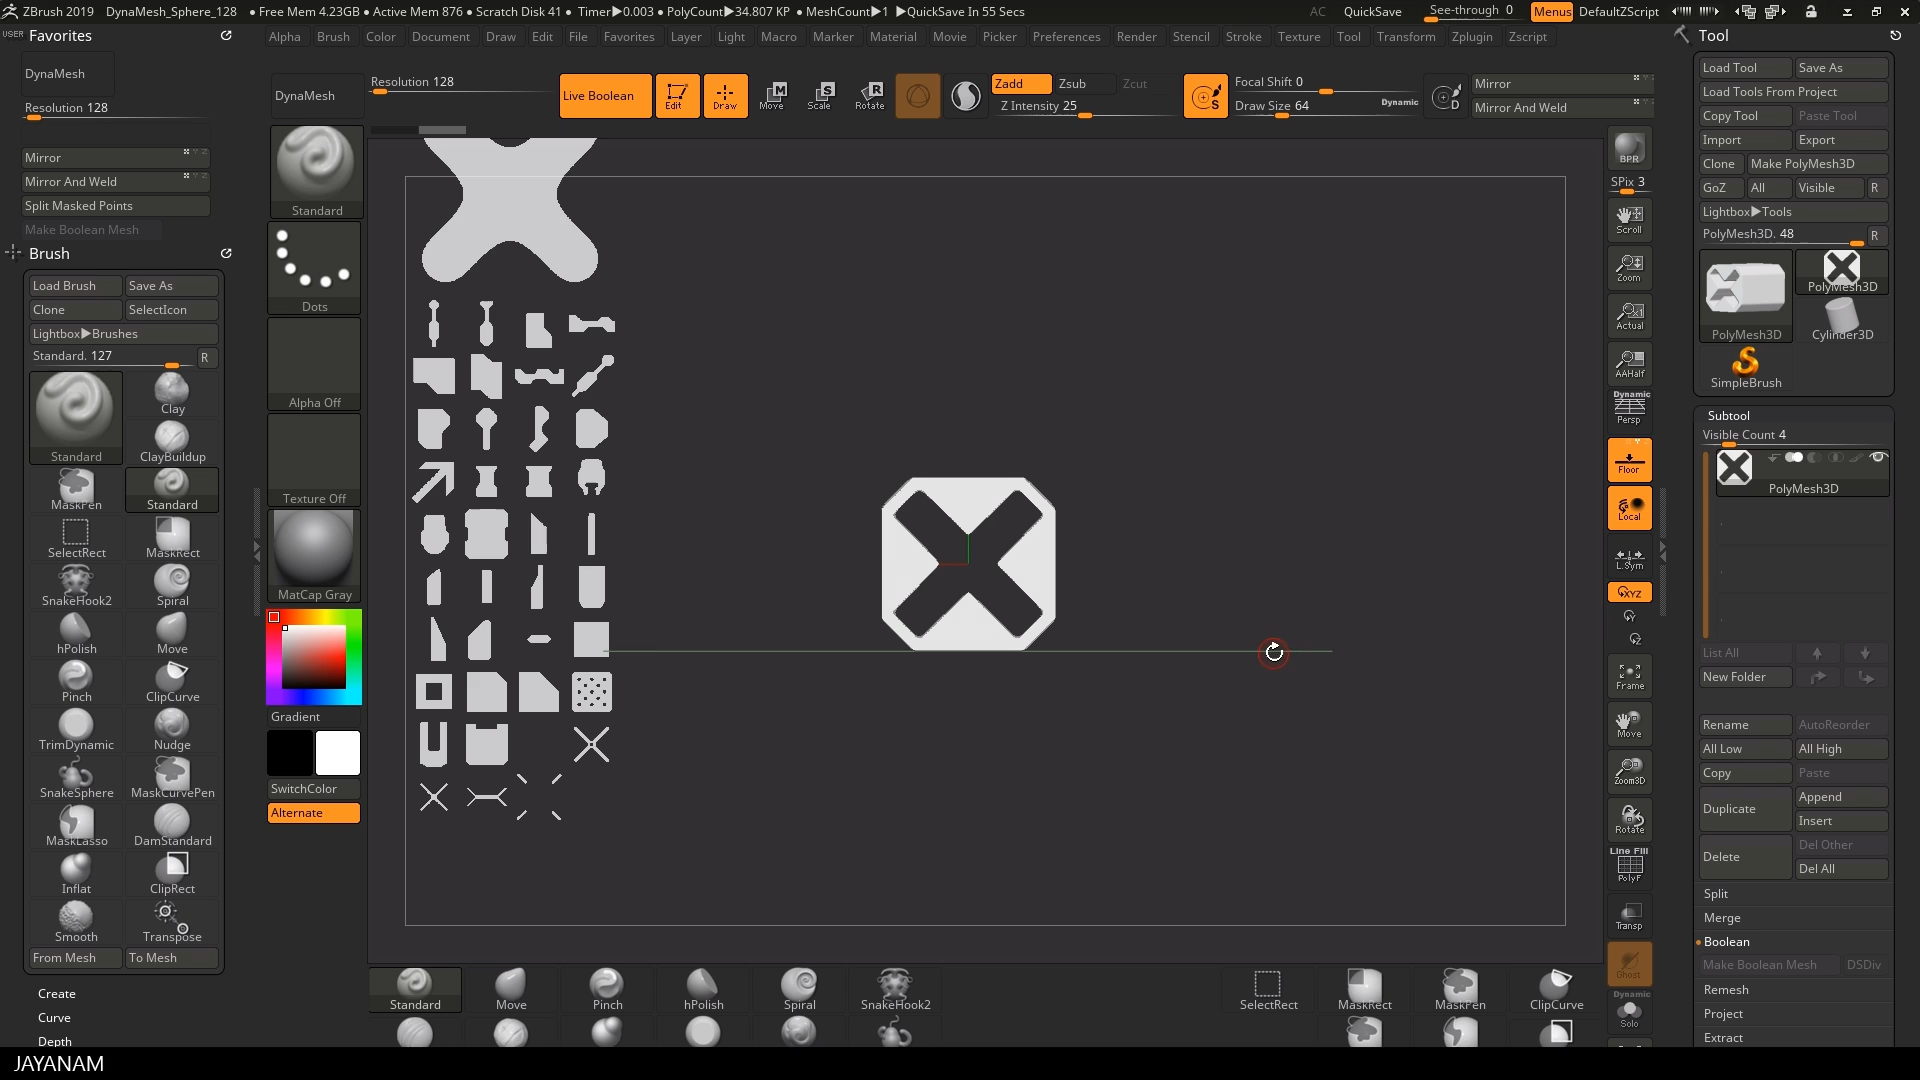 ZBrush 2019 DynaMesh_Sphere_128 • Free Mem 4.23GB • Active Mem 876 • Scratch Disk 41 • Timer▶0.003 • PolyCount▶34.807 KP • MeshCount▶1 ▶QuickSave In 55 Secs AC QuickSave See-through 0 Menus DefaultZScript
USER Favorites Alpha Brush Color Document Draw Edit File Favorites Layer Light Macro Marker Material Movie Picker Preferences Render Stencil Stroke Texture Tool Transform Zplugin Zscript Tool
DynaMesh
Resolution 128
Mirror
Mirror And Weld
Split Masked Points
Make Boolean Mesh
Brush
Load Brush Save As
Clone SelectIcon
Lightbox▶Brushes
Standard. 127 R
Standard Clay
ClayBuildup
MaskPen Standard
SelectRect MaskRect
SnakeHook2 Spiral
hPolish Move
Pinch ClipCurve
TrimDynamic Nudge
SnakeSphere MaskCurvePen
MaskLasso DamStandard
Inflat ClipRect
Smooth Transpose
From Mesh To Mesh
Create
Curve
Depth
JAYANAM
DynaMesh Resolution 128 Live Boolean Edit Draw Move Scale Rotate Zadd Zsub Zcut
Z Intensity 25
Focal Shift 0
Draw Size 64 Dynamic
Mirror
Mirror And Weld
M S R S D
Standard
Dots
Alpha Off
Texture Off
MatCap Gray
Gradient
SwitchColor
Alternate
Standard Move Pinch hPolish Spiral SnakeHook2 SelectRect MaskRect MaskPen ClipCurve
BPR
SPix 3
Scroll
Zoom
Actual
AAHalf
Dynamic
Persp
Floor
Local
L.Sym
XYZ
Y
Z
Frame
Move
Zoom3D
Rotate
Line Fill
PolyF
Transp
Ghost
Dynamic
Solo
Load Tool Save As
Load Tools From Project
Copy Tool Paste Tool
Import Export
Clone Make PolyMesh3D
GoZ All Visible R
Lightbox▶Tools
PolyMesh3D. 48 R
PolyMesh3D PolyMesh3D
Cylinder3D
SimpleBrush
Subtool
Visible Count 4
PolyMesh3D
List All
New Folder
Rename AutoReorder
All Low All High
Copy Paste
Duplicate Append
Insert
Delete Del Other
Del All
Split
Merge
Boolean
Make Boolean Mesh DSDiv
Remesh
Project
Extract